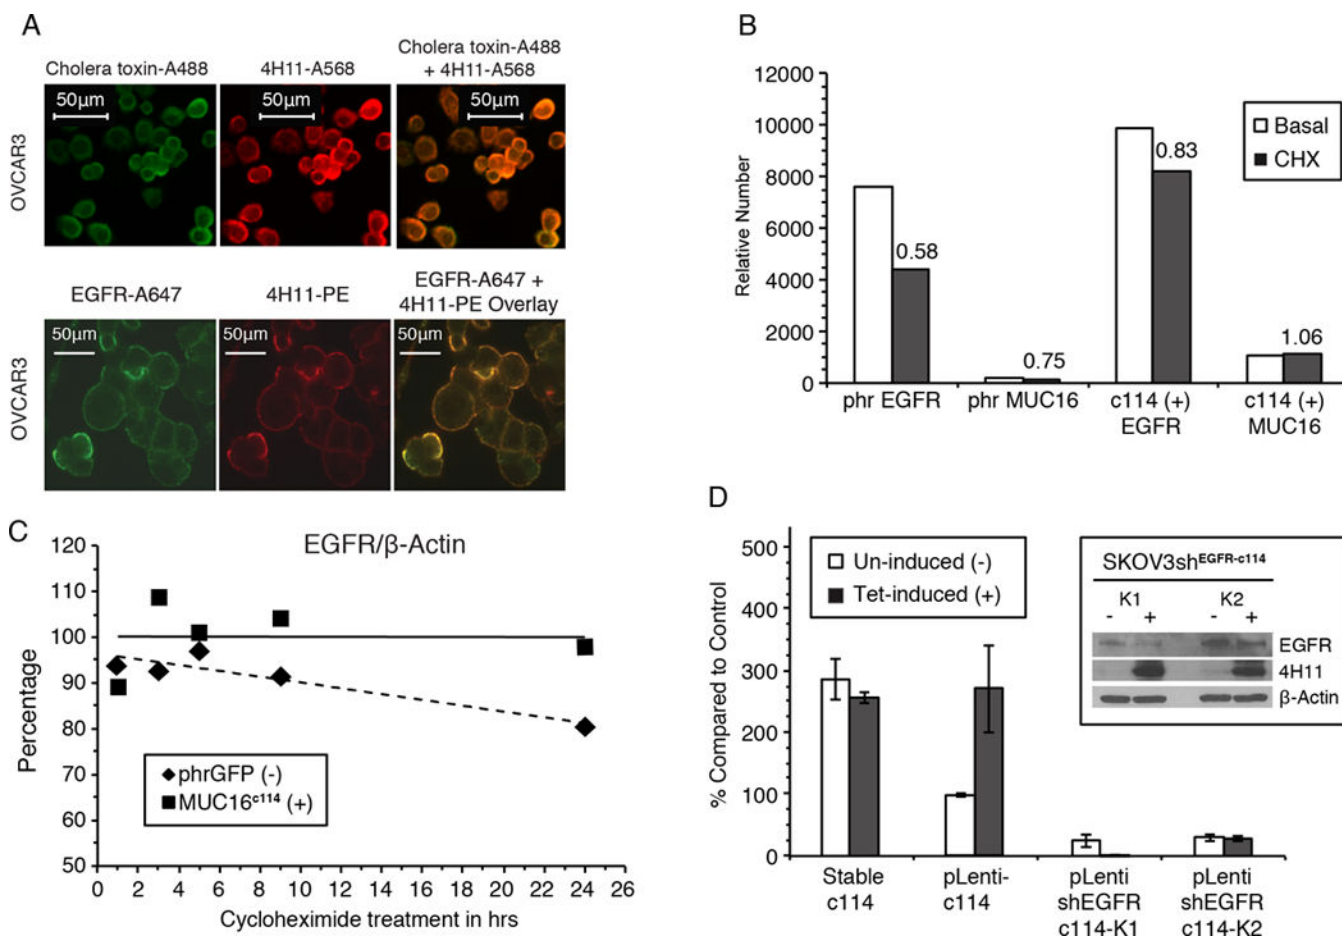 A
Cholera toxin-A488
4H11-A568
Cholera toxin-A488
+ 4H11-A568
OVCAR3
50µm
50µm
50µm
EGFR-A647
4H11-PE
EGFR-A647 +
4H11-PE Overlay
OVCAR3
50µm
50µm
50µm
B
Relative Number
12000
10000
8000
6000
4000
2000
0
Basal
CHX
0.58
0.75
0.83
1.06
phr EGFR
phr MUC16
c114 (+)
EGFR
c114 (+)
MUC16
C
EGFR/β-Actin
Percentage
120
110
100
90
80
70
60
50
phrGFP (-)
MUC16c114 (+)
0 2 4 6 8 10 12 14 16 18 20 22 24 26
Cycloheximide treatment in hrs
D
% Compared to Control
500
400
300
200
100
0
Un-induced (-)
Tet-induced (+)
SKOV3shEGFR-c114
K1 K2
- + - +
EGFR
4H11
β-Actin
Stable
c114
pLenti-
c114
pLenti
shEGFR
c114-K1
pLenti
shEGFR
c114-K2